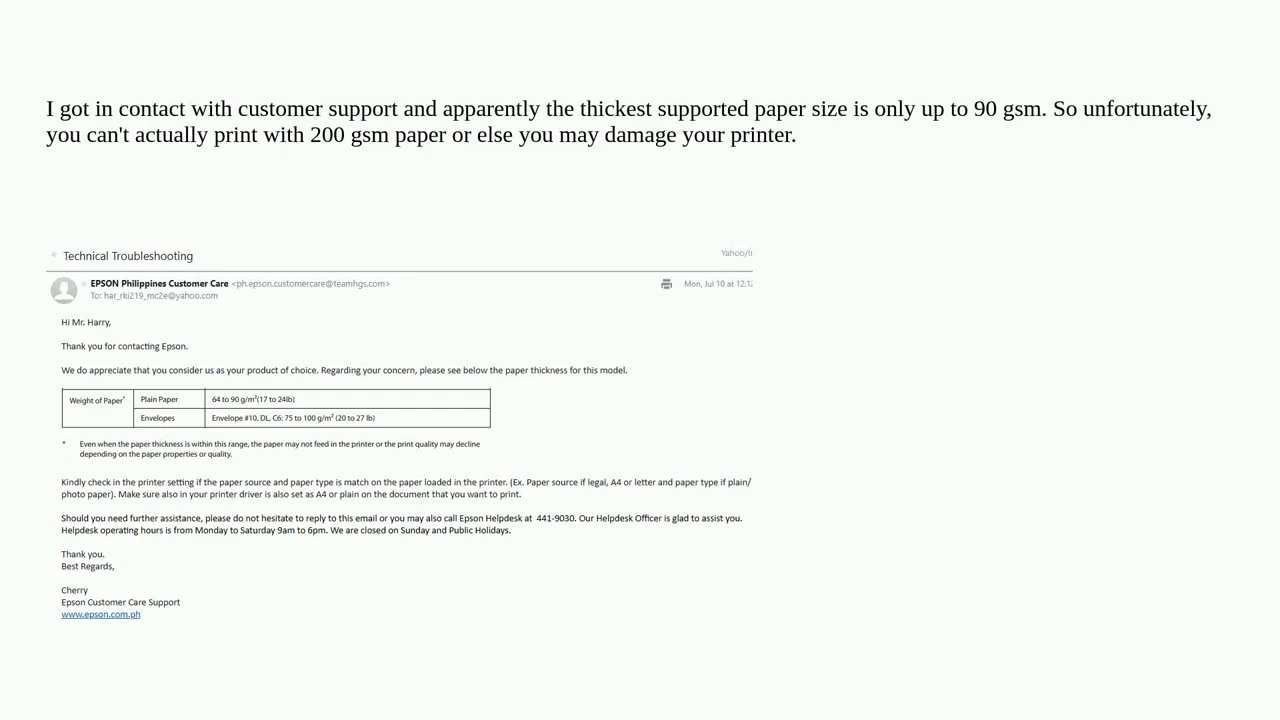 I got in contact with customer support and apparently the thickest supported paper size is only up to 90 gsm. So unfortunately,
you can't actually print with 200 gsm paper or else you may damage your printer.
Technical Troubleshooting
Yahoo/I
EPSON Philippines Customer Care <ph.epson.customercare@teamhgs.com>
Mon, Jul 10 at 12:12
To: har_rki219_mc2e@yahoo.com
Hi Mr. Harry,
Thank you for contacting Epson.
We do appreciate that you consider us as your product of choice. Regarding your concern, please see below the paper thickness for this model.
Weight of Paper* Plain Paper 64 to 90 g/m²(17 to 24lb)
Envelopes Envelope #10, DL, C6: 75 to 100 g/m² (20 to 27 lb)
* Even when the paper thickness is within this range, the paper may not feed in the printer or the print quality may decline
depending on the paper properties or quality.
Kindly check in the printer setting if the paper source and paper type is match on the paper loaded in the printer. (Ex. Paper source if legal, A4 or letter and paper type if plain/
photo paper). Make sure also in your printer driver is also set as A4 or plain on the document that you want to print.
Should you need further assistance, please do not hesitate to reply to this email or you may also call Epson Helpdesk at 441-9030. Our Helpdesk Officer is glad to assist you.
Helpdesk operating hours is from Monday to Saturday 9am to 6pm. We are closed on Sunday and Public Holidays.
Thank you.
Best Regards,
Cherry
Epson Customer Care Support
www.epson.com.ph